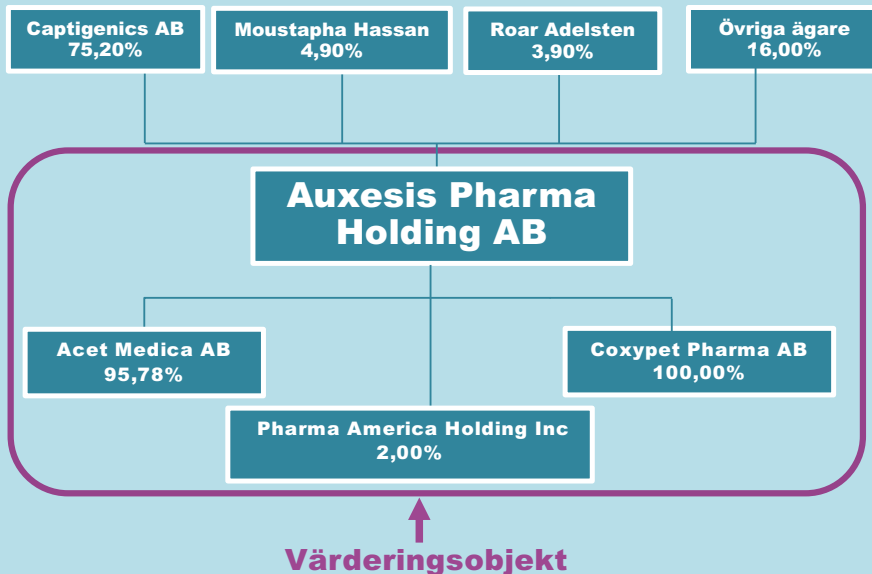 Captigenics AB
75,20%
Moustapha Hassan
4,90%
Roar Adelsten
3,90%
Övriga ägare
16,00%
Auxesis Pharma
Holding AB
Acet Medica AB
95,78%
Coxypet Pharma AB
100,00%
Pharma America Holding Inc
2,00%
Värderingsobjekt